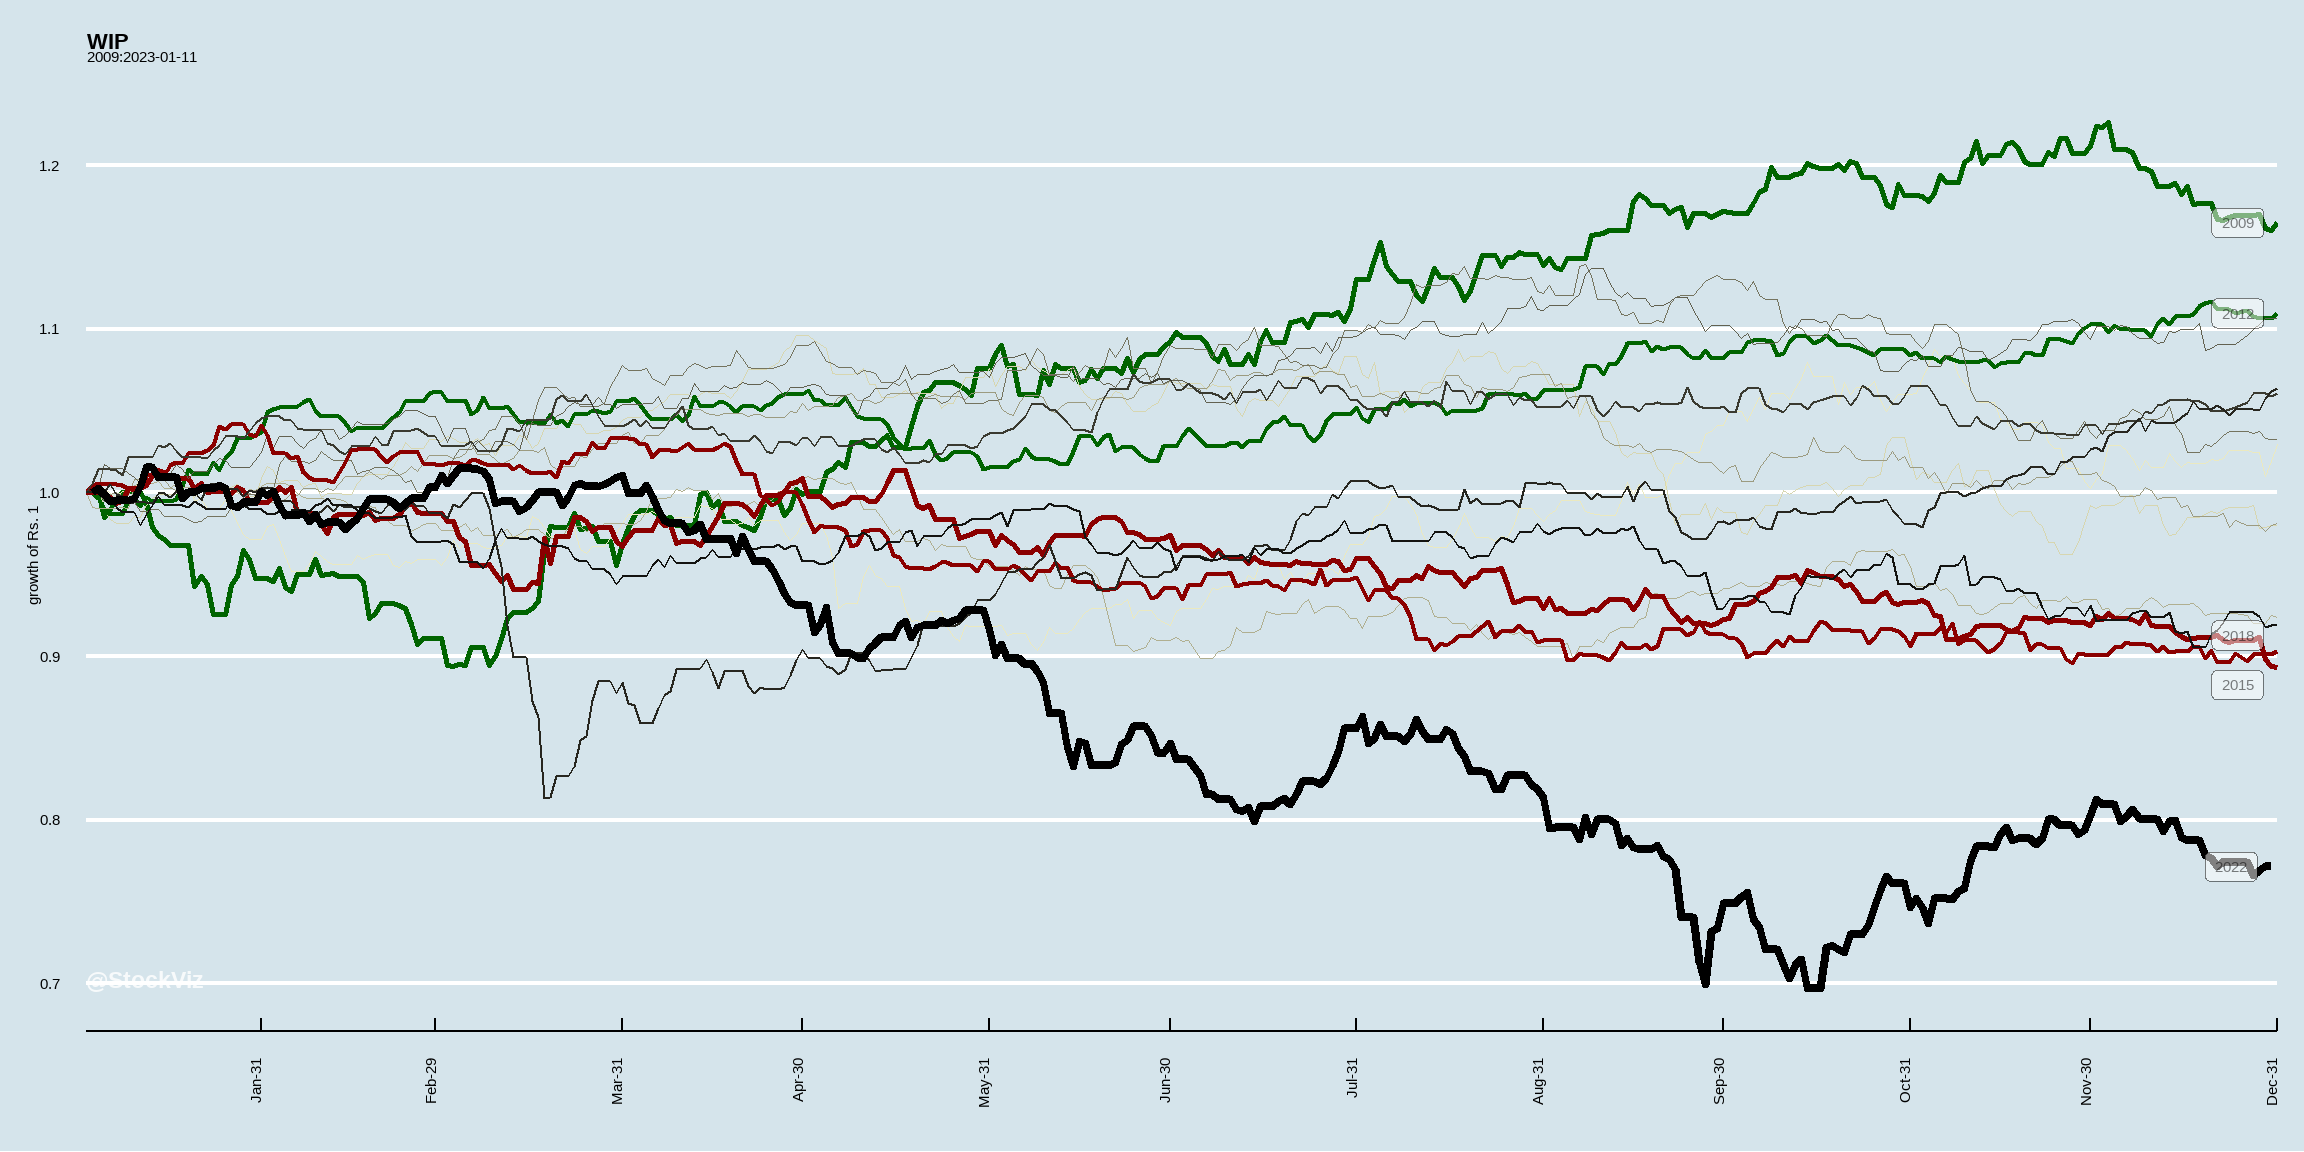 WIP
2009:2023-01-11
growth of Rs. 1
1.2
1.1
1.0
0.9
0.8
0.7
2009
2012
2018
2015
2022
@StockViz
Jan-31
Feb-29
Mar-31
Apr-30
May-31
Jun-30
Jul-31
Aug-31
Sep-30
Oct-31
Nov-30
Dec-31